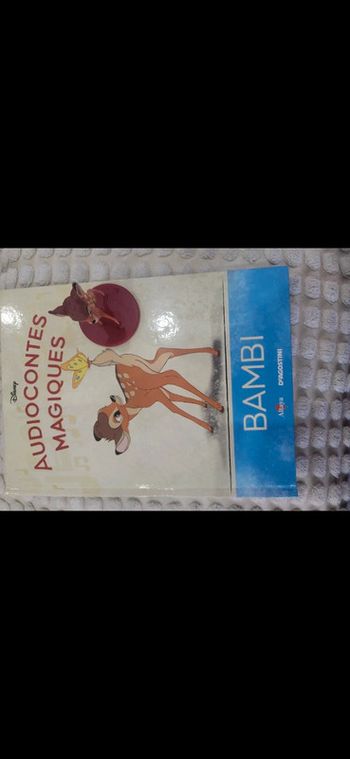 Disney
AUDIOCONTES
MAGIQUES
BAMBI
Altaya
DeAGOSTINI